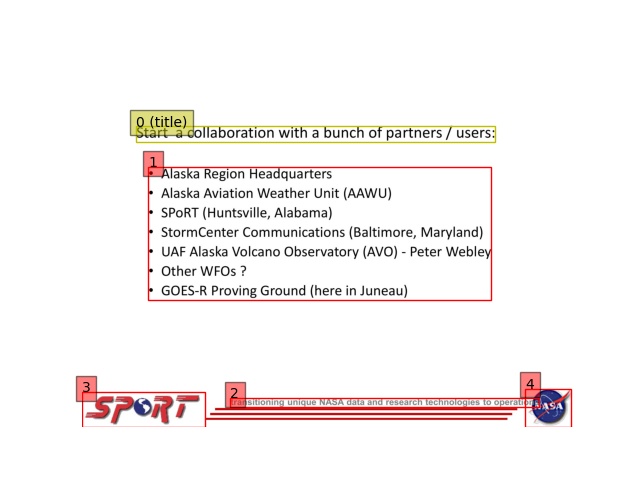 0 (title)
Start a collaboration with a bunch of partners / users:
1
• Alaska Region Headquarters
• Alaska Aviation Weather Unit (AAWU)
• SPoRT (Huntsville, Alabama)
• StormCenter Communications (Baltimore, Maryland)
• UAF Alaska Volcano Observatory (AVO) - Peter Webley
• Other WFOs ?
• GOES-R Proving Ground (here in Juneau)
3
SPORT
2
transitioning unique NASA data and research technologies to operations
4
NASA